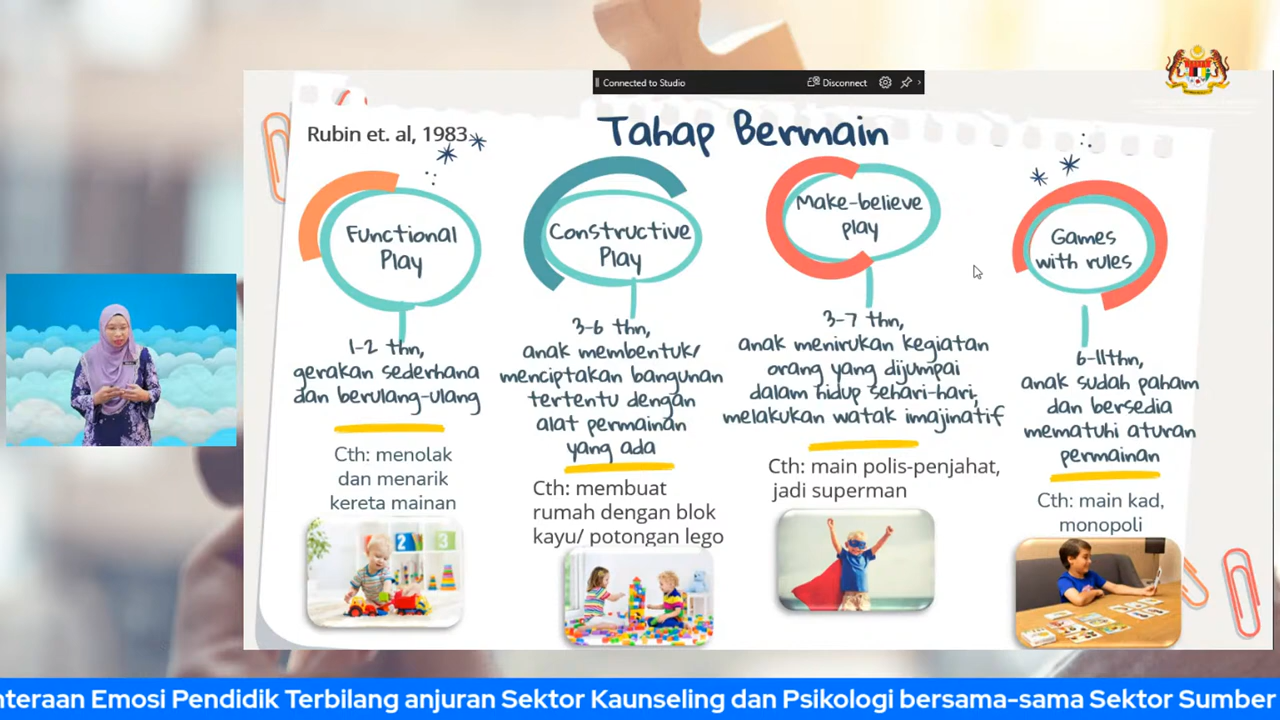 Connected to Studio
Disconnect
Rubin et. al, 1983
Tahap Bermain
Functional
Play
1-2 thn,
gerakan sederhana
dan berulang-ulang
Cth: menolak
dan menarik
kereta mainan
Constructive
Play
3-6 thn,
anak membentuk/
menciptakan bangunan
tertentu dengan
alat permainan
yang ada
Cth: membuat
rumah dengan blok
kayu/ potongan lego
Make-believe
play
3-7 thn,
anak menirukan kegiatan
orang yang dijumpai
dalam hidup sehari-hari,
melakukan watak imajinatif
Cth: main polis-penjahat,
jadi superman
Games
with rules
6-11thn,
anak sudah paham
dan bersedia
mematuhi aturan
permainan
Cth: main kad,
monopoli
1 2 3
nteraan Emosi Pendidik Terbilang anjuran Sektor Kaunseling dan Psikologi bersama-sama Sektor Sumber